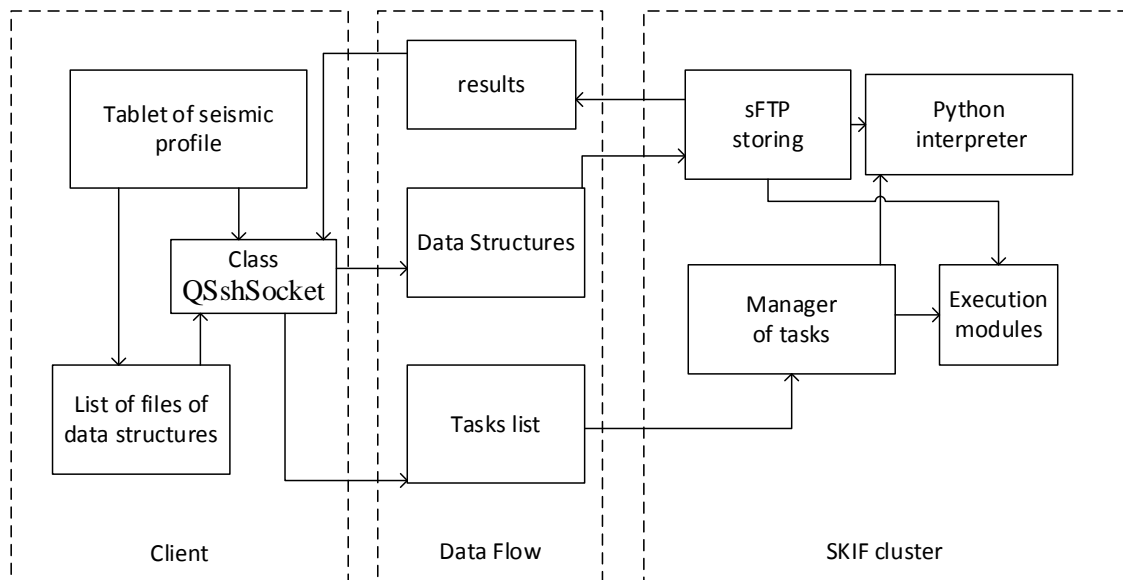 Tablet of seismic
profile
Class
QSshSocket
List of files of
data structures
Client
results
Data Structures
Tasks list
Data Flow
sFTP
storing
Python
interpreter
Manager
of tasks
Execution
modules
SKIF cluster